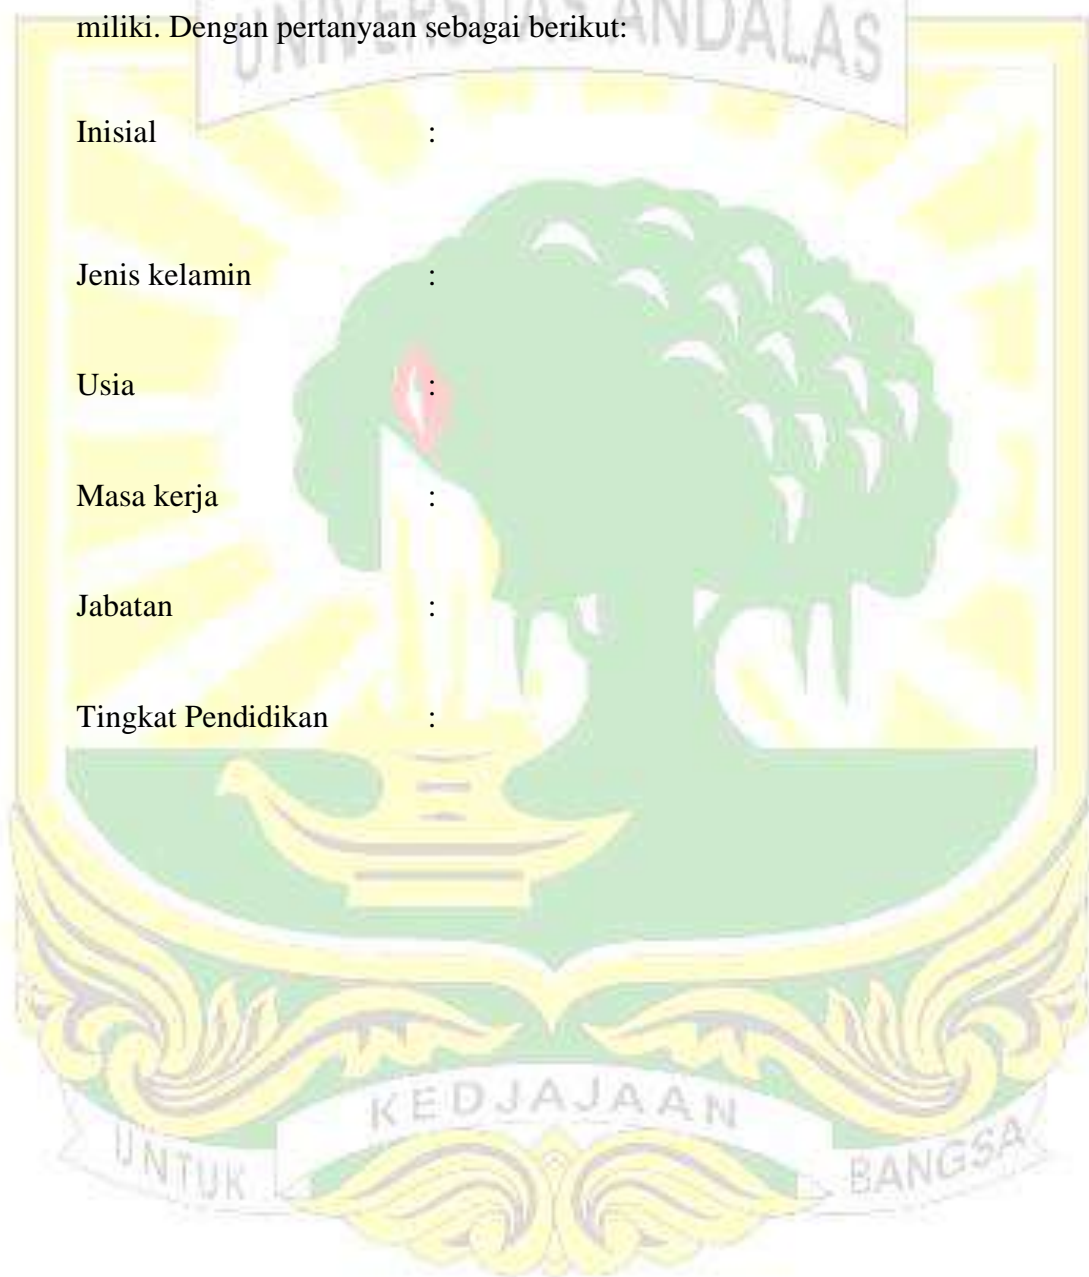 UNIVERSITAS ANDALAS
miliki. Dengan pertanyaan sebagai berikut:
Inisial :
Jenis kelamin :
Usia :
Masa kerja :
Jabatan :
Tingkat Pendidikan :
UNTUK KEDJAJAAN BANGSA